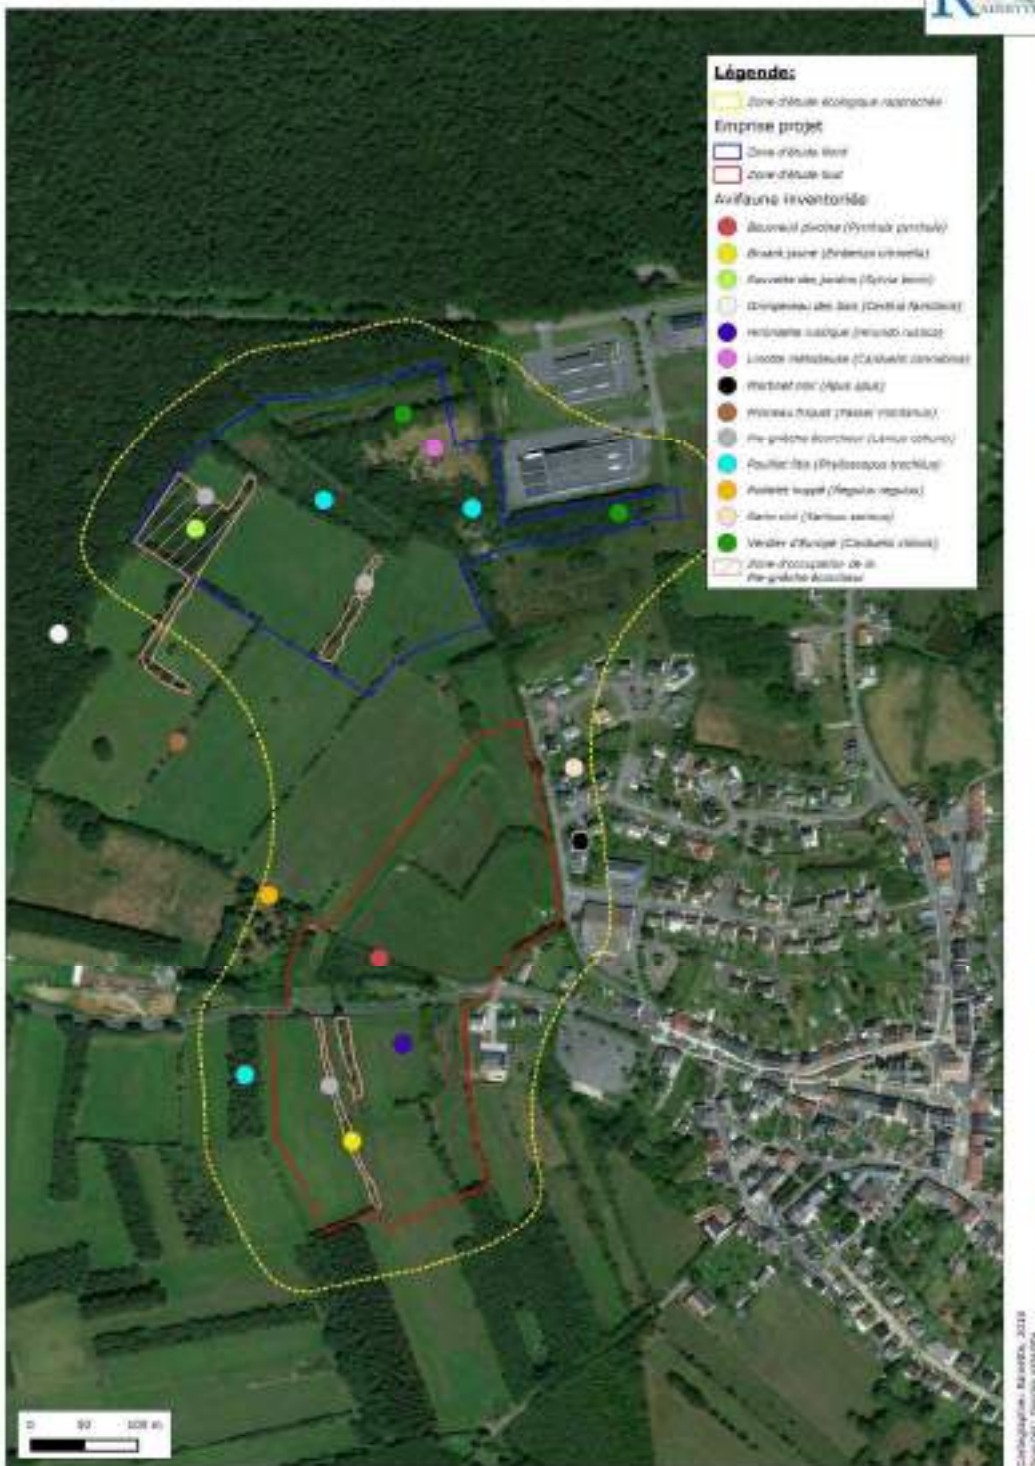 Légende:
Zone d'étude écologique rapprochée
Emprise projet
Zone d'étude Nord
Zone d'étude Sud
Avifaune inventoriée
Bouvreuil pivoine (Pyrrhula pyrrhula)
Bruant jaune (Emberiza citrinella)
Fauvette des jardins (Sylvia borin)
Grimpereau des bois (Certhia familiaris)
Hirondelle rustique (Hirundo rustica)
Linotte mélodieuse (Carduelis cannabina)
Martinet noir (Apus apus)
Moineau friquet (Passer montanus)
Pie-grièche écorcheur (Lanius collurio)
Pouillot fitis (Phylloscopus trochilus)
Roitelet huppé (Regulus regulus)
Serin cini (Serinus serinus)
Verdier d'Europe (Carduelis chloris)
Zone d'occupation de la
Pie-grièche écorcheur
0 50 100 m